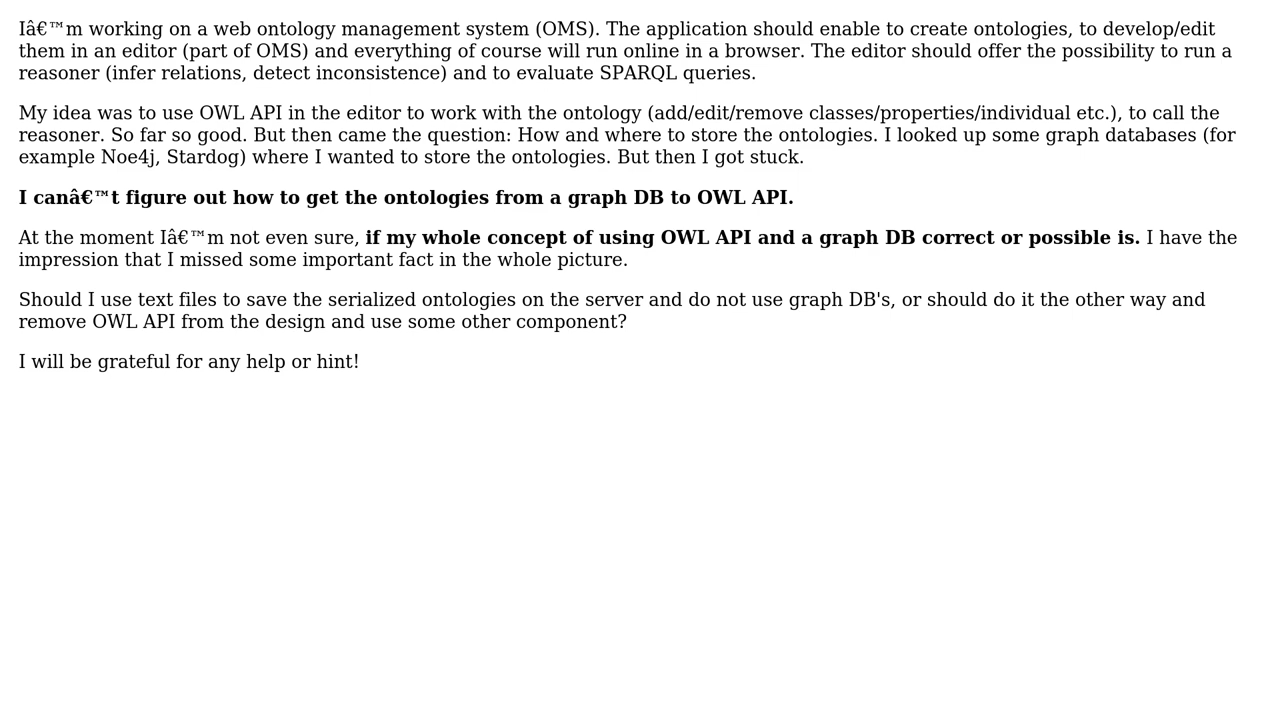 Iâ€™m working on a web ontology management system (OMS). The application should enable to create ontologies, to develop/edit
them in an editor (part of OMS) and everything of course will run online in a browser. The editor should offer the possibility to run a
reasoner (infer relations, detect inconsistence) and to evaluate SPARQL queries.
My idea was to use OWL API in the editor to work with the ontology (add/edit/remove classes/properties/individual etc.), to call the
reasoner. So far so good. But then came the question: How and where to store the ontologies. I looked up some graph databases (for
example Noe4j, Stardog) where I wanted to store the ontologies. But then I got stuck.
I canâ€™t figure out how to get the ontologies from a graph DB to OWL API.
At the moment Iâ€™m not even sure, if my whole concept of using OWL API and a graph DB correct or possible is. I have the
impression that I missed some important fact in the whole picture.
Should I use text files to save the serialized ontologies on the server and do not use graph DB's, or should do it the other way and
remove OWL API from the design and use some other component?
I will be grateful for any help or hint!